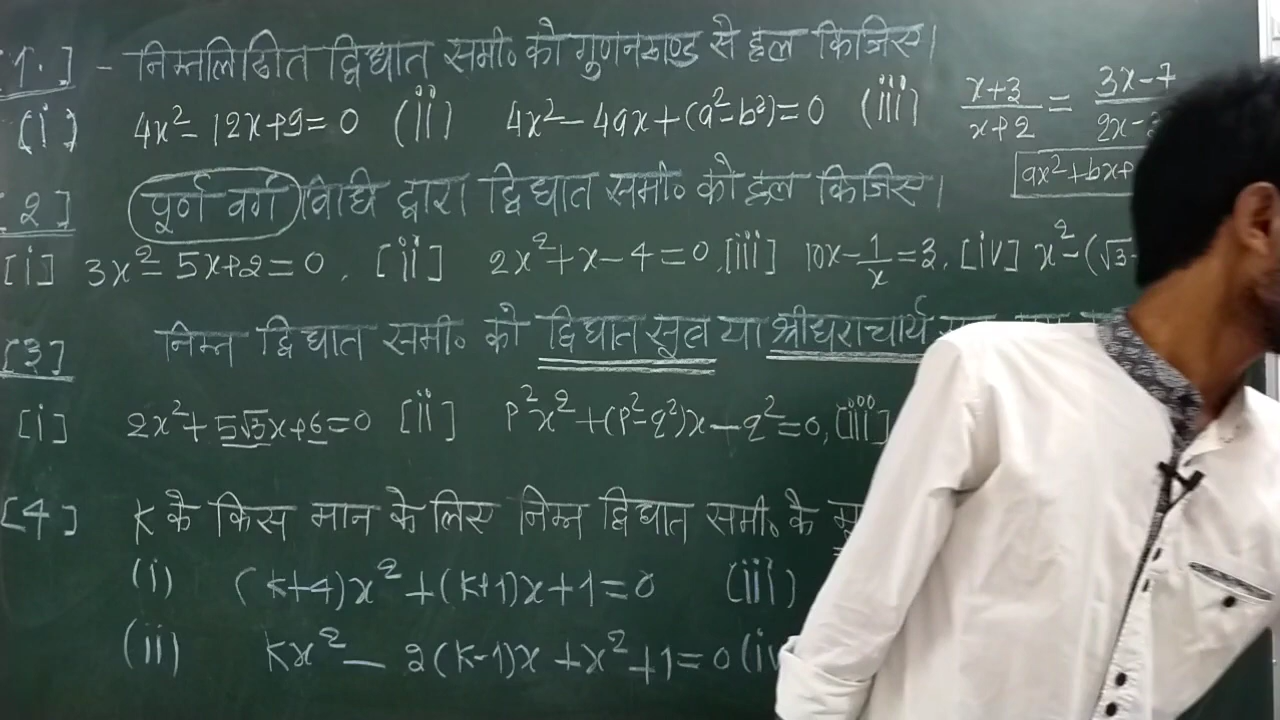 [1.] - निम्नलिखित द्विघात समी० को गुणनखण्ड से हल किजिए।
(i) 4x² - 12x + 9 = 0 (ii) 4x² - 4ax + (a² - b²) = 0 (iii) x+3/x+2 = 3x-7/2x-
ax² + bx +
[2] पूर्ण वर्ग विधि द्वारा द्विघात समी० को हल किजिए।
[i] 3x² - 5x + 2 = 0, [ii] 2x² + x - 4 = 0, [iii] 10x - 1/x = 3, [iv] x² - (√3 -
[3] निम्न द्विघात समी० को द्विघात सूत्र या श्रीधराचार्य
[i] 2x² + 5√3x + 6 = 0 [ii] p²x² + (p² - q²)x - q² = 0, [iii]
[4] K के किस मान के लिए निम्न द्विघात समी० के
(i) (k+4)x² + (k+1)x + 1 = 0 (iii)
(ii) kx² - 2(k-1)x + x² + 1 = 0 (iv